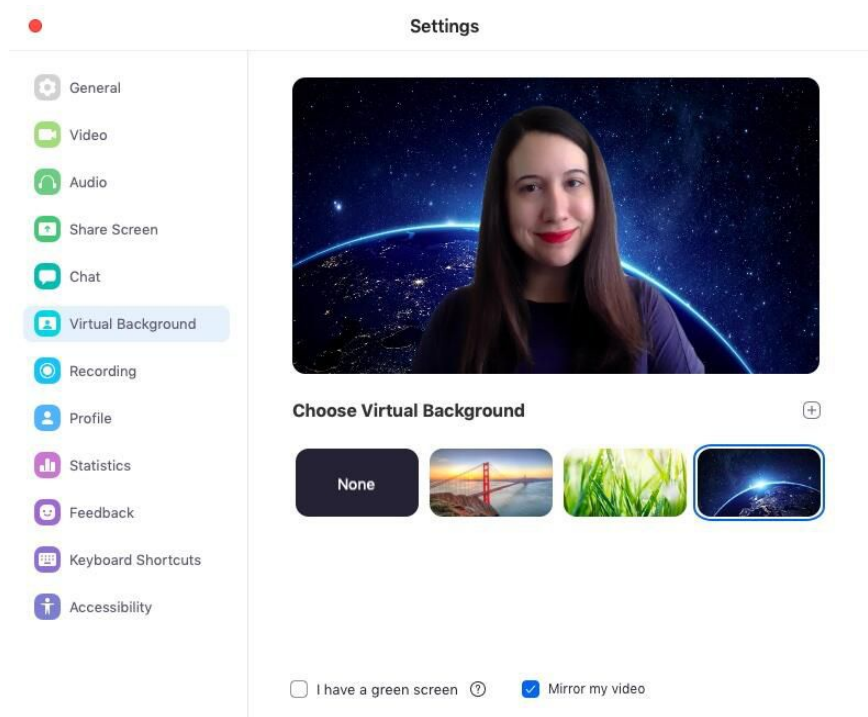 Settings
General
Video
Audio
Share Screen
Chat
Virtual Background
Recording
Profile
Statistics
Feedback
Keyboard Shortcuts
Accessibility
Choose Virtual Background
None
I have a green screen ?
Mirror my video